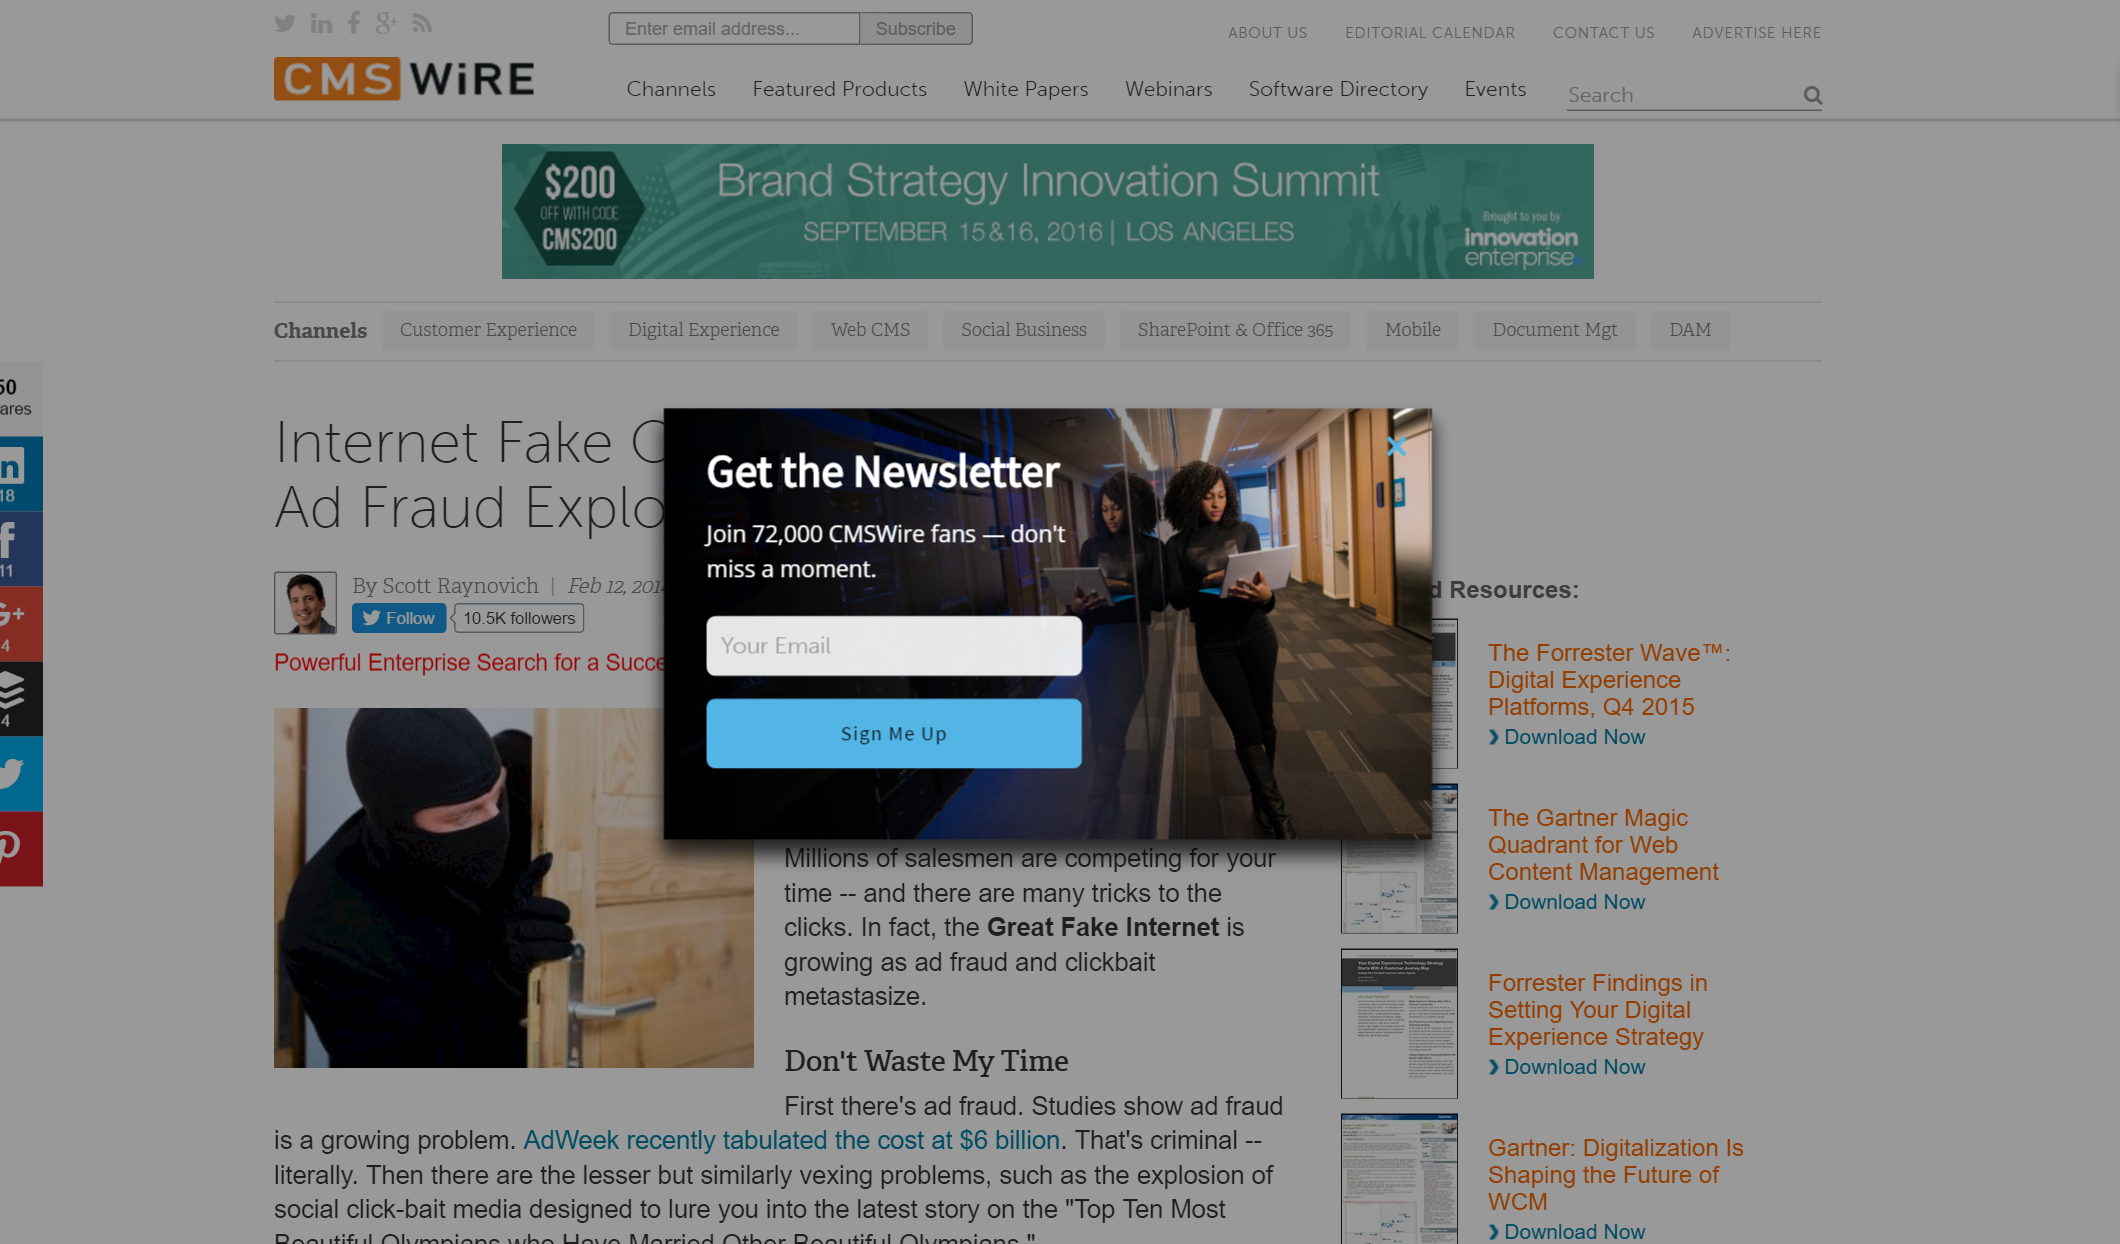 Enter email address...
Subscribe
ABOUT US
EDITORIAL CALENDAR
CONTACT US
ADVERTISE HERE
CMS WiRE
Channels
Featured Products
White Papers
Webinars
Software Directory
Events
Search
$200
OFF WITH CODE
CMS200
Brand Strategy Innovation Summit
SEPTEMBER 15 & 16, 2016 | LOS ANGELES
Brought to you by
innovation
enterprise
Channels
Customer Experience
Digital Experience
Web CMS
Social Business
SharePoint & Office 365
Mobile
Document Mgt
DAM
50
ares
18
11
4
4
Internet Fake C
Ad Fraud Explo
By Scott Raynovich | Feb 12, 2014
Follow
10.5K followers
Powerful Enterprise Search for a Succe
Get the Newsletter
Join 72,000 CMSWire fans — don't
miss a moment.
Your Email
Sign Me Up
Millions of salesmen are competing for your
time -- and there are many tricks to the
clicks. In fact, the Great Fake Internet is
growing as ad fraud and clickbait
metastasize.
Don't Waste My Time
First there's ad fraud. Studies show ad fraud
is a growing problem. AdWeek recently tabulated the cost at $6 billion. That's criminal --
literally. Then there are the lesser but similarly vexing problems, such as the explosion of
social click-bait media designed to lure you into the latest story on the "Top Ten Most
Beautiful Olympians who Have Married Other Beautiful Olympians."
d Resources:
The Forrester Wave™:
Digital Experience
Platforms, Q4 2015
Download Now
The Gartner Magic
Quadrant for Web
Content Management
Download Now
Forrester Findings in
Setting Your Digital
Experience Strategy
Download Now
Gartner: Digitalization Is
Shaping the Future of
WCM
Download Now